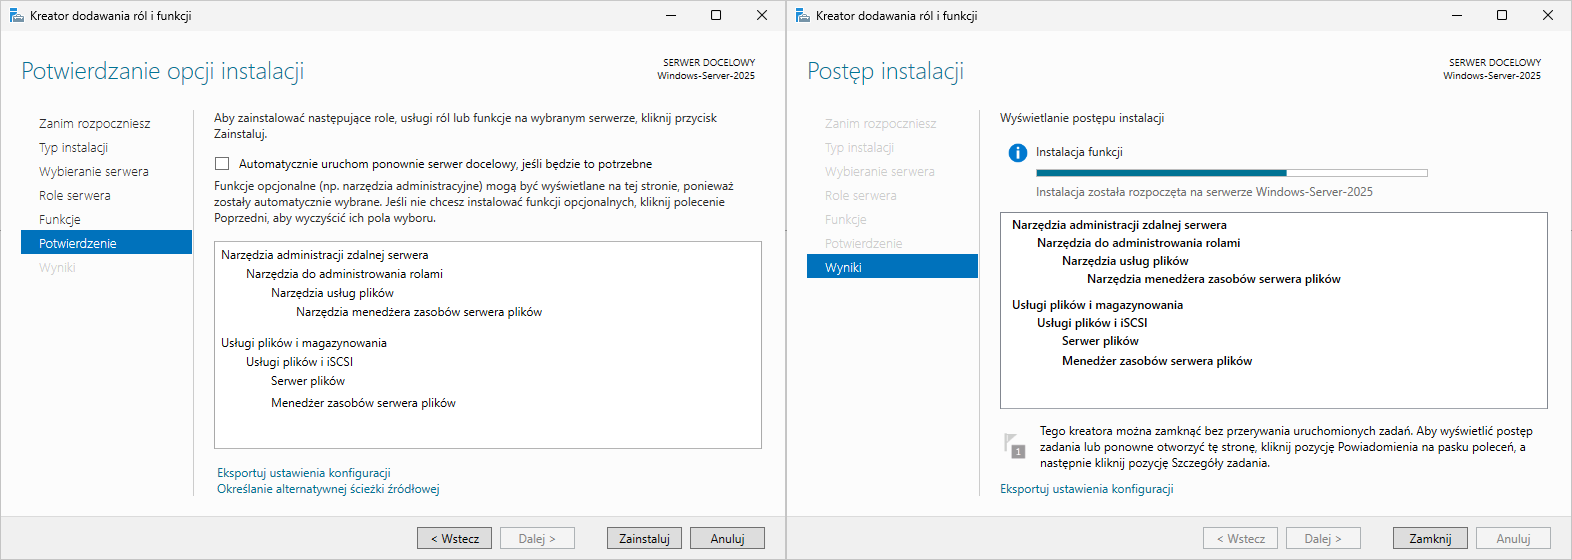 Kreator dodawania ról i funkcji
Potwierdzanie opcji instalacji
SERWER DOCELOWY
Windows-Server-2025
Zanim rozpoczniesz
Typ instalacji
Wybieranie serwera
Role serwera
Funkcje
Potwierdzenie
Wyniki
Aby zainstalować następujące role, usługi ról lub funkcje na wybranym serwerze, kliknij przycisk
Zainstaluj.
Automatycznie uruchom ponownie serwer docelowy, jeśli będzie to potrzebne
Funkcje opcjonalne (np. narzędzia administracyjne) mogą być wyświetlane na tej stronie, ponieważ
zostały automatycznie wybrane. Jeśli nie chcesz instalować funkcji opcjonalnych, kliknij polecenie
Poprzedni, aby wyczyścić ich pola wyboru.
Narzędzia administracji zdalnej serwera
Narzędzia do administrowania rolami
Narzędzia usług plików
Narzędzia menedżera zasobów serwera plików
Usługi plików i magazynowania
Usługi plików i iSCSI
Serwer plików
Menedżer zasobów serwera plików
Eksportuj ustawienia konfiguracji
Określanie alternatywnej ścieżki źródłowej
< Wstecz
Dalej >
Zainstaluj
Anuluj
Kreator dodawania ról i funkcji
Postęp instalacji
SERWER DOCELOWY
Windows-Server-2025
Zanim rozpoczniesz
Typ instalacji
Wybieranie serwera
Role serwera
Funkcje
Potwierdzenie
Wyniki
Wyświetlanie postępu instalacji
Instalacja funkcji
Instalacja została rozpoczęta na serwerze Windows-Server-2025
Narzędzia administracji zdalnej serwera
Narzędzia do administrowania rolami
Narzędzia usług plików
Narzędzia menedżera zasobów serwera plików
Usługi plików i magazynowania
Usługi plików i iSCSI
Serwer plików
Menedżer zasobów serwera plików
1
Tego kreatora można zamknąć bez przerywania uruchomionych zadań. Aby wyświetlić postęp
zadania lub ponowne otworzyć tę stronę, kliknij pozycję Powiadomienia na pasku poleceń, a
następnie kliknij pozycję Szczegóły zadania.
Eksportuj ustawienia konfiguracji
< Wstecz
Dalej >
Zamknij
Anuluj